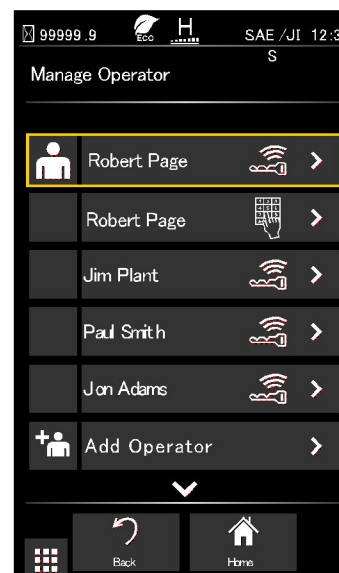 99999.9 ECO H SAE/JIS 12:3
Manage Operator
Robert Page
Robert Page
Jim Plant
Paul Smith
Jon Adams
Add Operator
Back Home